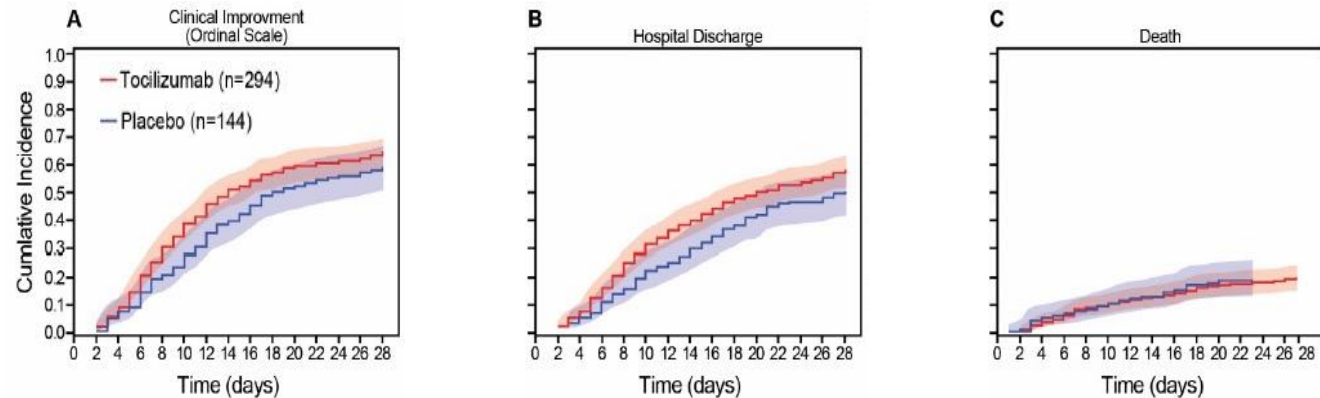 A
Clinical Improvment
(Ordinal Scale)
Tocilizumab (n=294)
Placebo (n=144)
Cumlative Incidence
1.0
0.9
0.8
0.7
0.6
0.5
0.4
0.3
0.2
0.1
0.0
0 2 4 6 8 10 12 14 16 18 20 22 24 26 28
Time (days)
B
Hospital Discharge
0 2 4 6 8 10 12 14 16 18 20 22 24 26 28
Time (days)
C
Death
0 2 4 6 8 10 12 14 16 18 20 22 24 26 28
Time (days)